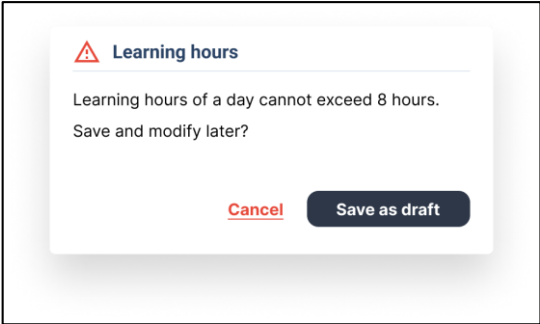 Learning hours
Learning hours of a day cannot exceed 8 hours.
Save and modify later?
Cancel
Save as draft